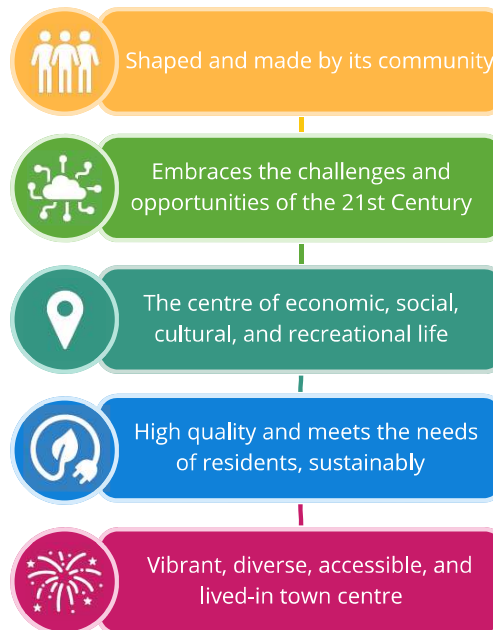 Shaped and made by its community
Embraces the challenges and
opportunities of the 21st Century
The centre of economic, social,
cultural, and recreational life
High quality and meets the needs
of residents, sustainably
Vibrant, diverse, accessible, and
lived-in town centre